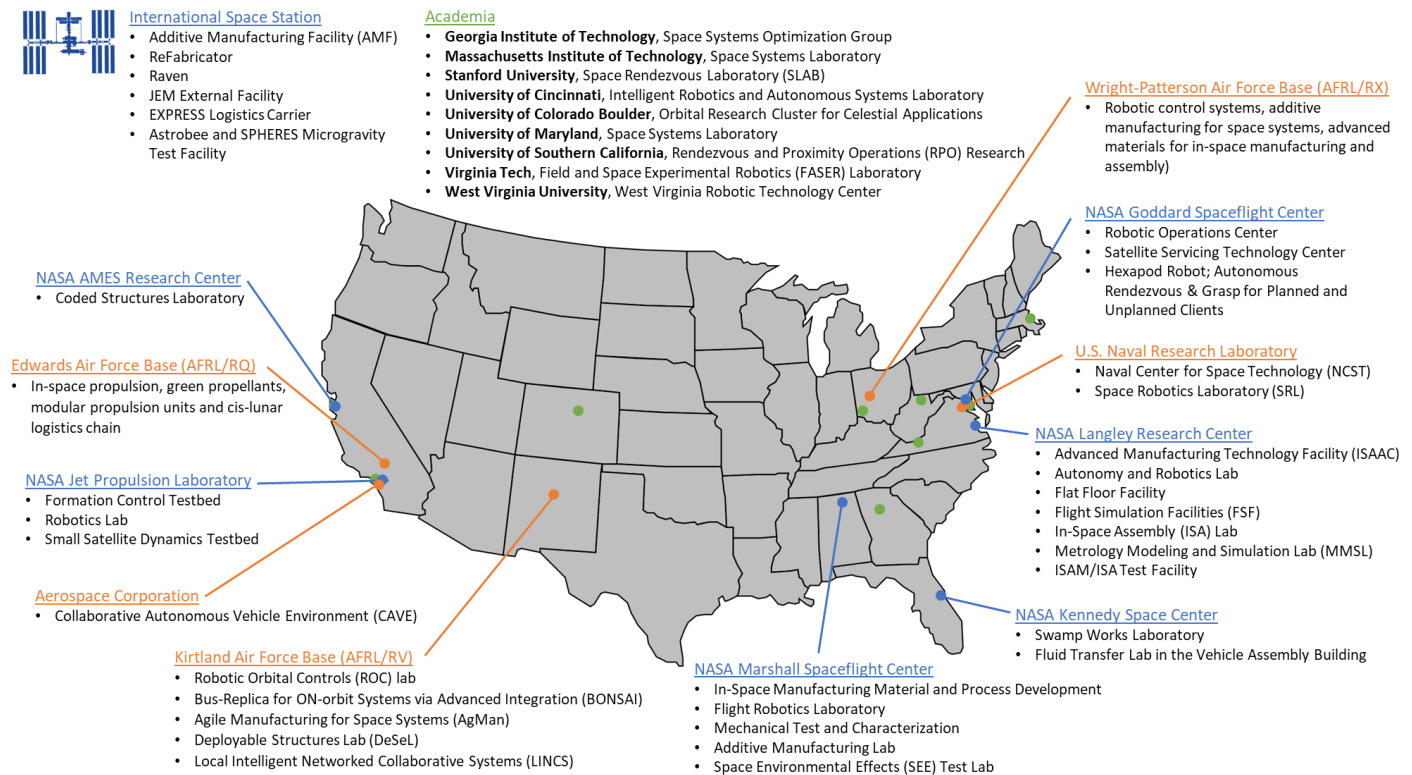 International Space Station
• Additive Manufacturing Facility (AMF)
• ReFabricator
• Raven
• JEM External Facility
• EXPRESS Logistics Carrier
• Astrobee and SPHERES Microgravity
Test Facility
Academia
• Georgia Institute of Technology, Space Systems Optimization Group
• Massachusetts Institute of Technology, Space Systems Laboratory
• Stanford University, Space Rendezvous Laboratory (SLAB)
• University of Cincinnati, Intelligent Robotics and Autonomous Systems Laboratory
• University of Colorado Boulder, Orbital Research Cluster for Celestial Applications
• University of Maryland, Space Systems Laboratory
• University of Southern California, Rendezvous and Proximity Operations (RPO) Research
• Virginia Tech, Field and Space Experimental Robotics (FASER) Laboratory
• West Virginia University, West Virginia Robotic Technology Center
Wright-Patterson Air Force Base (AFRL/RX)
• Robotic control systems, additive
manufacturing for space systems, advanced
materials for in-space manufacturing and
assembly)
NASA Goddard Spaceflight Center
• Robotic Operations Center
• Satellite Servicing Technology Center
• Hexapod Robot; Autonomous
Rendezvous & Grasp for Planned and
Unplanned Clients
U.S. Naval Research Laboratory
• Naval Center for Space Technology (NCST)
• Space Robotics Laboratory (SRL)
NASA Langley Research Center
• Advanced Manufacturing Technology Facility (ISAAC)
• Autonomy and Robotics Lab
• Flat Floor Facility
• Flight Simulation Facilities (FSF)
• In-Space Assembly (ISA) Lab
• Metrology Modeling and Simulation Lab (MMSL)
• ISAM/ISA Test Facility
NASA Kennedy Space Center
• Swamp Works Laboratory
• Fluid Transfer Lab in the Vehicle Assembly Building
NASA AMES Research Center
• Coded Structures Laboratory
Edwards Air Force Base (AFRL/RQ)
• In-space propulsion, green propellants,
modular propulsion units and cis-lunar
logistics chain
NASA Jet Propulsion Laboratory
• Formation Control Testbed
• Robotics Lab
• Small Satellite Dynamics Testbed
Aerospace Corporation
• Collaborative Autonomous Vehicle Environment (CAVE)
Kirtland Air Force Base (AFRL/RV)
• Robotic Orbital Controls (ROC) lab
• Bus-Replica for ON-orbit Systems via Advanced Integration (BONSAI)
• Agile Manufacturing for Space Systems (AgMan)
• Deployable Structures Lab (DeSeL)
• Local Intelligent Networked Collaborative Systems (LINCS)
NASA Marshall Spaceflight Center
• In-Space Manufacturing Material and Process Development
• Flight Robotics Laboratory
• Mechanical Test and Characterization
• Additive Manufacturing Lab
• Space Environmental Effects (SEE) Test Lab